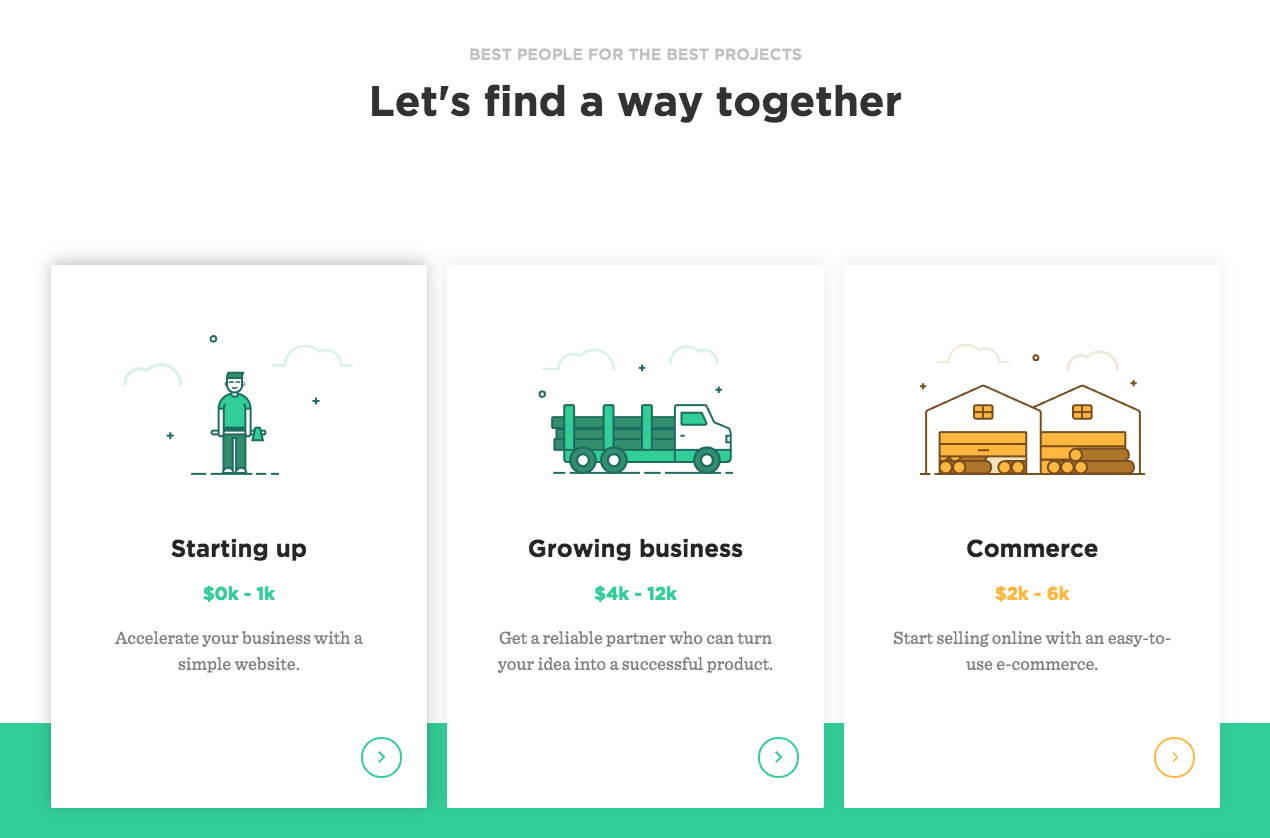 BEST PEOPLE FOR THE BEST PROJECTS
Let's find a way together
Starting up
$0k - 1k
Accelerate your business with a
simple website.
Growing business
$4k - 12k
Get a reliable partner who can turn
your idea into a successful product.
Commerce
$2k - 6k
Start selling online with an easy-to-
use e-commerce.